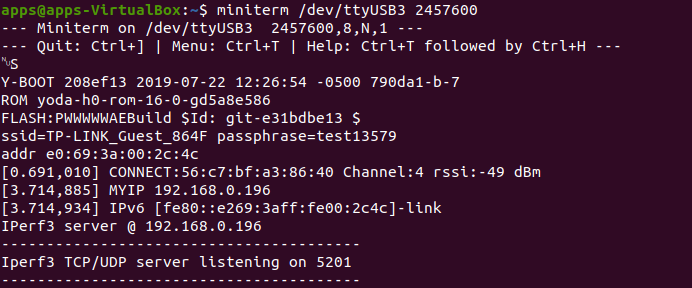 apps@apps-VirtualBox:~$ miniterm /dev/ttyUSB3 2457600
--- Miniterm on /dev/ttyUSB3  2457600,8,N,1 ---
--- Quit: Ctrl+] | Menu: Ctrl+T | Help: Ctrl+T followed by Ctrl+H ---
␀S
Y-BOOT 208ef13 2019-07-22 12:26:54 -0500 790da1-b-7
ROM yoda-h0-rom-16-0-gd5a8e586
FLASH:PWWWWWAEBuild $Id: git-e31bdbe13 $
ssid=TP-LINK_Guest_864F passphrase=test13579
addr e0:69:3a:00:2c:4c
[0.691,010] CONNECT:56:c7:bf:a3:86:40 Channel:4 rssi:-49 dBm
[3.714,885] MYIP 192.168.0.196
[3.714,934] IPv6 [fe80::e269:3aff:fe00:2c4c]-link
IPerf3 server @ 192.168.0.196
----------------------------------------
Iperf3 TCP/UDP server listening on 5201
----------------------------------------